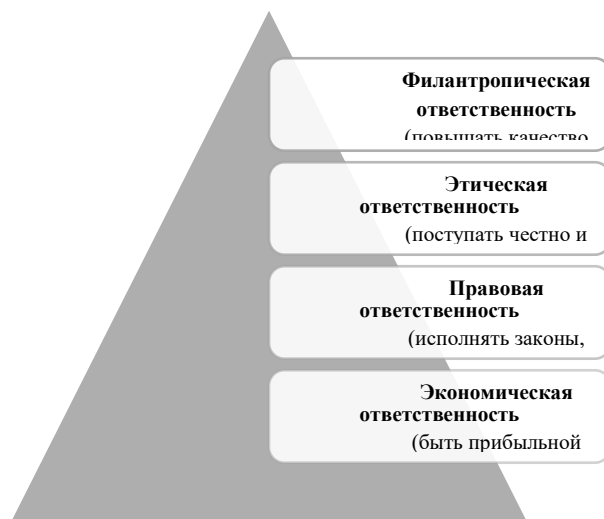 Филантропическая
ответственность
(повышать качество
Этическая
ответственность
(поступать честно и
Правовая
ответственность
(исполнять законы,
Экономическая
ответственность
(быть прибыльной